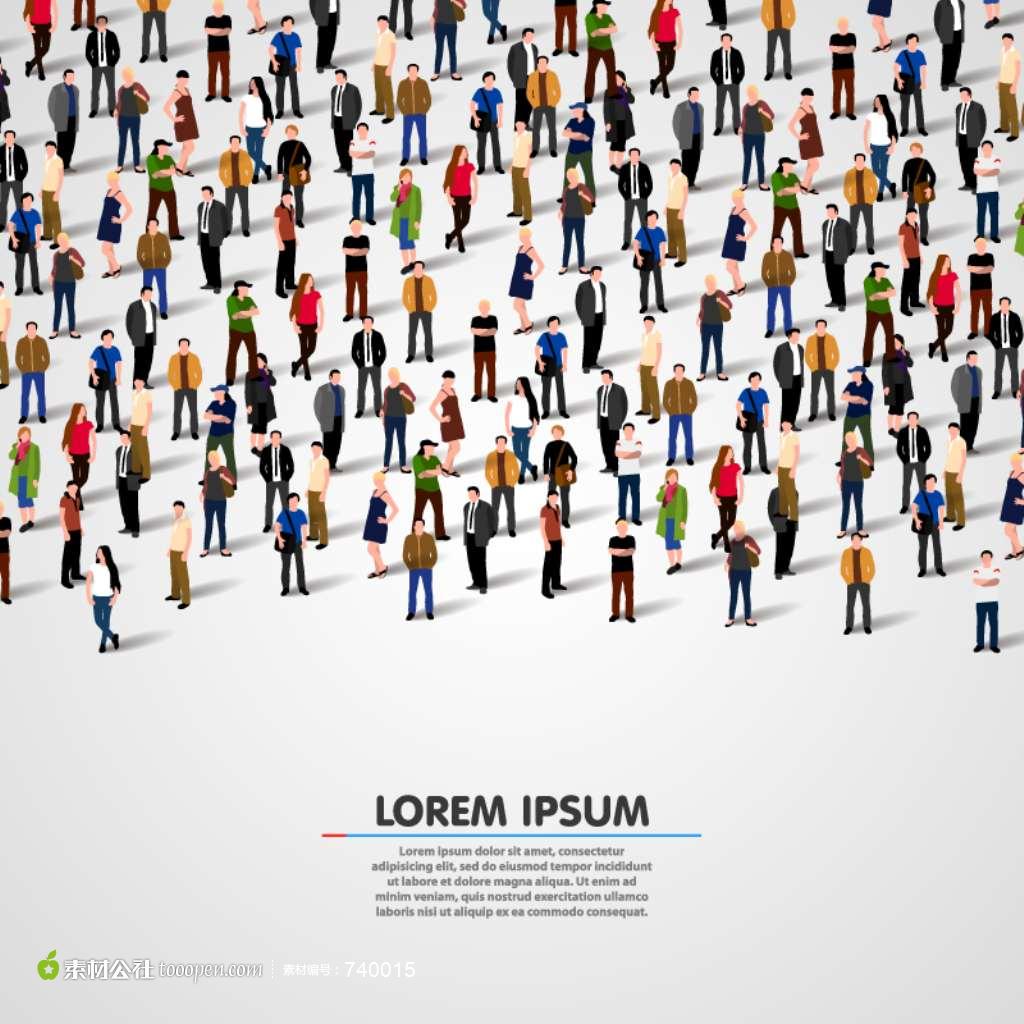 LOREM IPSUM
Lorem ipsum dolor sit amet, consectetur
adipisicing elit, sed do eiusmod tempor incididunt
ut labore et dolore magna aliqua. Ut enim ad
minim veniam, quis nostrud exercitation ullamco
laboris nisi ut aliquip ex ea commodo consequat.
素材公社 tooopen.com 素材编号：740015